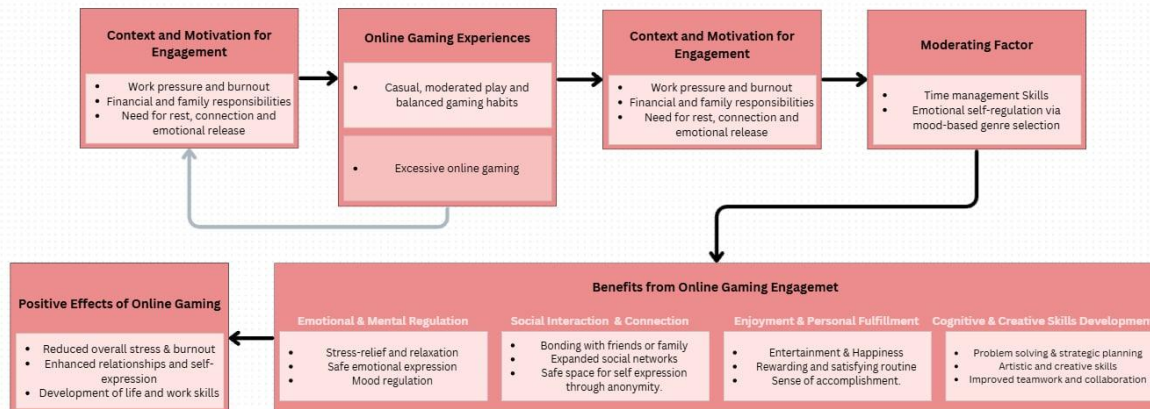 Context and Motivation for
Engagement
• Work pressure and burnout
• Financial and family responsibilities
• Need for rest, connection and
emotional release
Online Gaming Experiences
• Casual, moderated play and
balanced gaming habits
• Excessive online gaming
Context and Motivation for
Engagement
• Work pressure and burnout
• Financial and family responsibilities
• Need for rest, connection and
emotional release
Moderating Factor
• Time management Skills
• Emotional self-regulation via
mood-based genre selection
Positive Effects of Online Gaming
• Reduced overall stress & burnout
• Enhanced relationships and self-
expression
• Development of life and work skills
Benefits from Online Gaming Engagemet
Emotional & Mental Regulation
• Stress-relief and relaxation
• Safe emotional expression
• Mood regulation
Social Interaction & Connection
• Bonding with friends or family
• Expanded social networks
• Safe space for self expression
through anonymity.
Enjoyment & Personal Fulfillment
• Entertainment & Happiness
• Rewarding and satisfying routine
• Sense of accomplishment.
Cognitive & Creative Skills Development
• Problem solving & strategic planning
• Artistic and creative skills
• Improved teamwork and collaboration